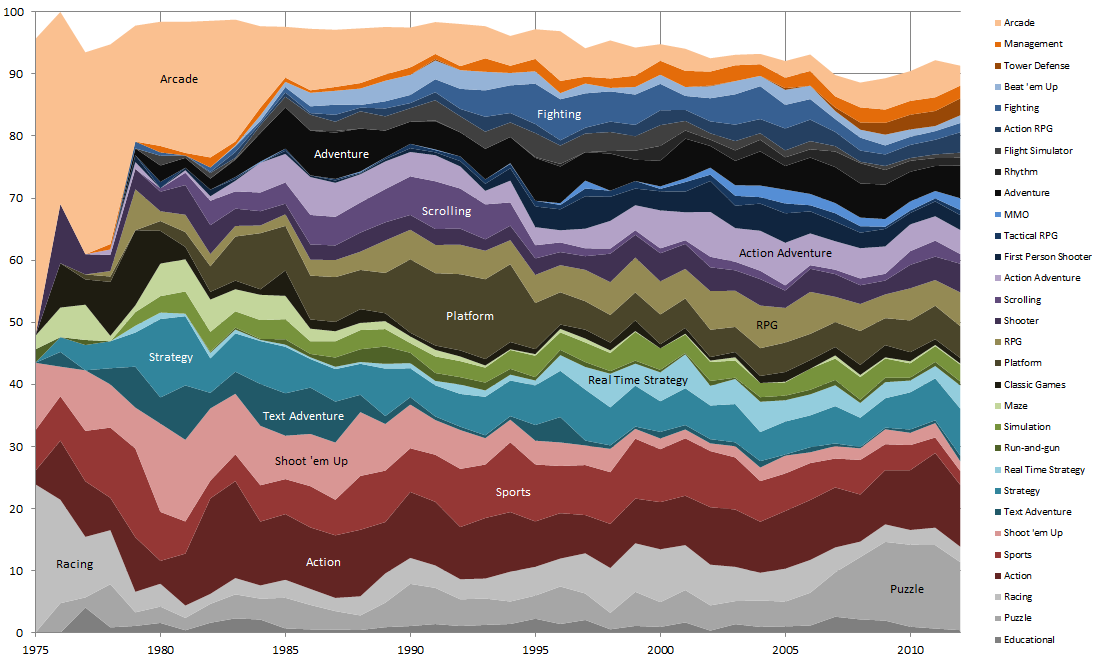 100
90
80
70
60
50
40
30
20
10
0
1975
1980
1985
1990
1995
2000
2005
2010
Arcade
Fighting
Adventure
Scrolling
Action Adventure
Platform
RPG
Strategy
Real Time Strategy
Text Adventure
Shoot 'em Up
Sports
Racing
Action
Puzzle
Arcade
Management
Tower Defense
Beat 'em Up
Fighting
Action RPG
Flight Simulator
Rhythm
Adventure
MMO
Tactical RPG
First Person Shooter
Action Adventure
Scrolling
Shooter
RPG
Platform
Classic Games
Maze
Simulation
Run-and-gun
Real Time Strategy
Strategy
Text Adventure
Shoot 'em Up
Sports
Action
Racing
Puzzle
Educational